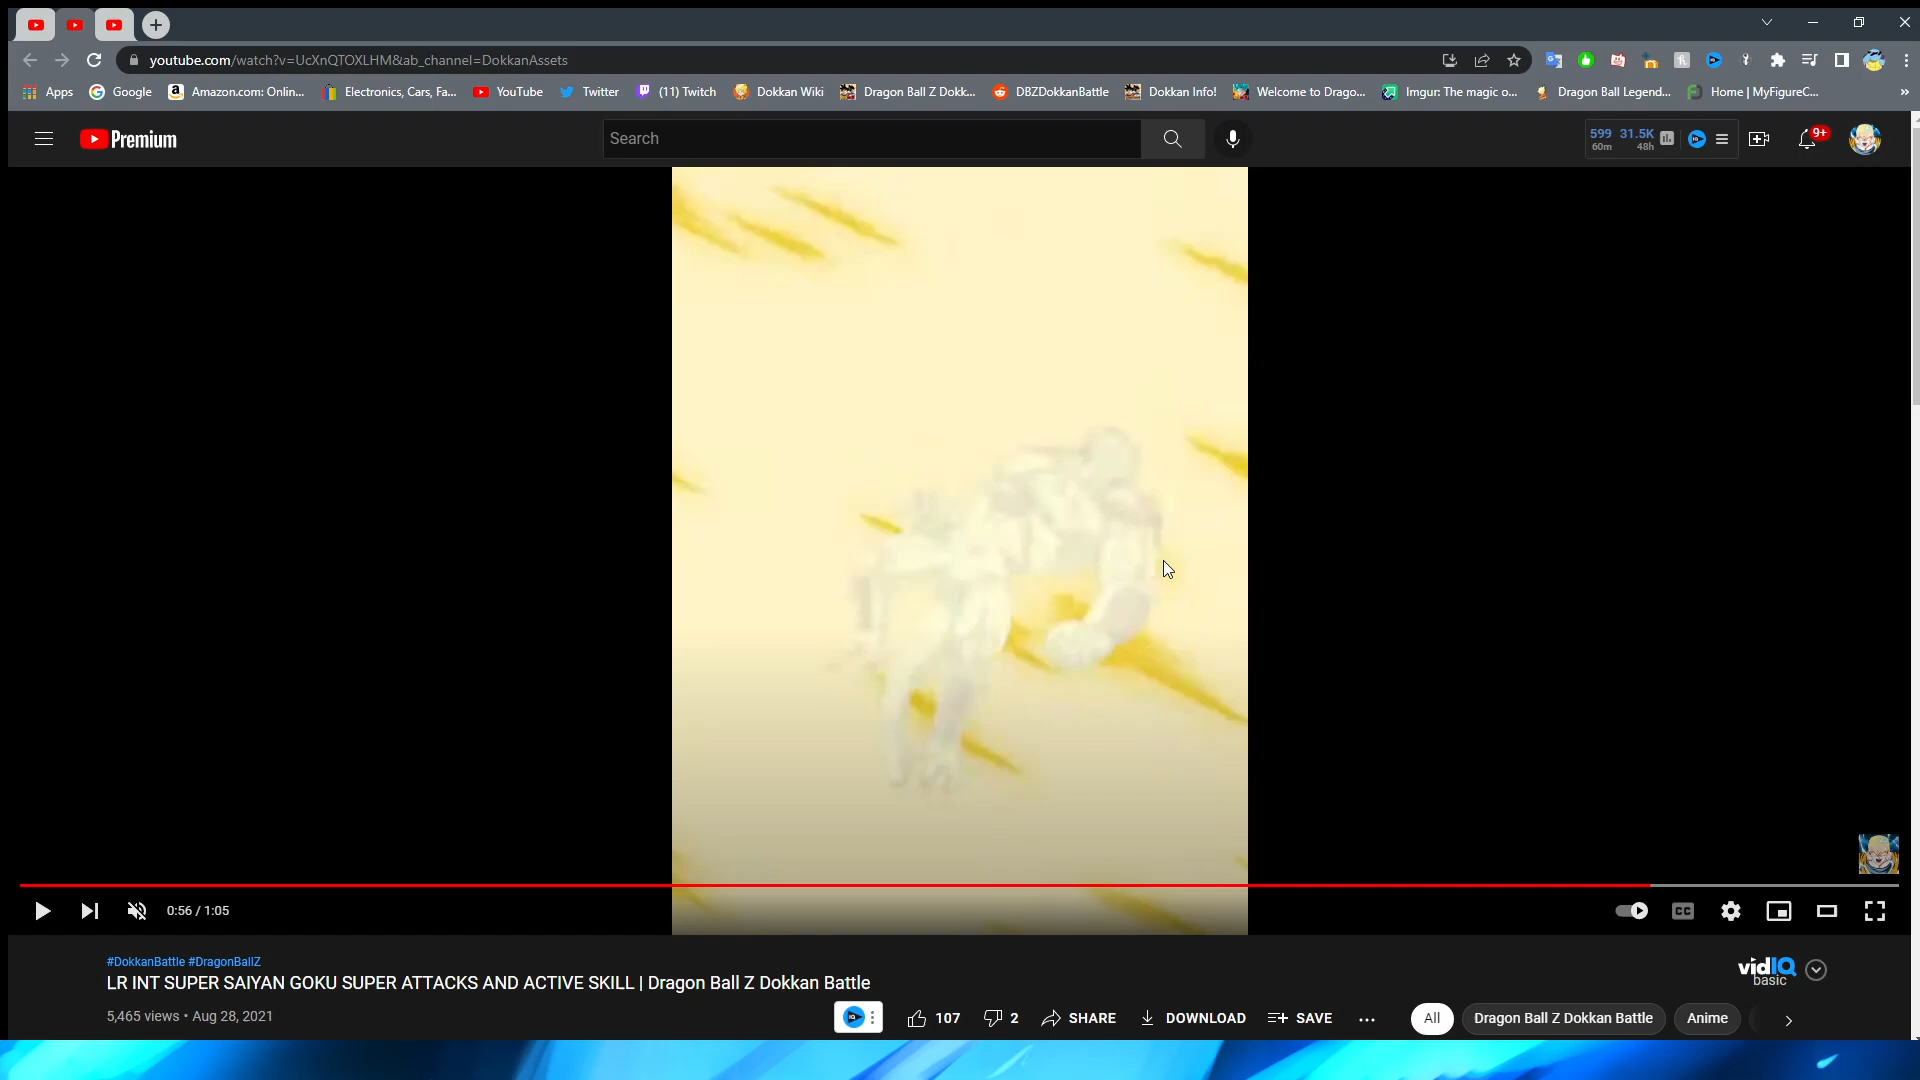 youtube.com/watch?v=UcXnQTOXLHM&ab_channel=DokkanAssets
Apps Google Amazon.com: Onlin... Electronics, Cars, Fa... YouTube Twitter (11) Twitch Dokkan Wiki Dragon Ball Z Dokk... DBZDokkanBattle Dokkan Info! Welcome to Drago... Imgur: The magic o... Dragon Ball Legend... Home | MyFigureC... »
Premium Search 599 31.5K 9+
60m 48h
0:56 / 1:05 CC
#DokkanBattle #DragonBallZ
LR INT SUPER SAIYAN GOKU SUPER ATTACKS AND ACTIVE SKILL | Dragon Ball Z Dokkan Battle
vidIQ
basic
5,465 views • Aug 28, 2021 107 2 SHARE DOWNLOAD SAVE ... All Dragon Ball Z Dokkan Battle Anime